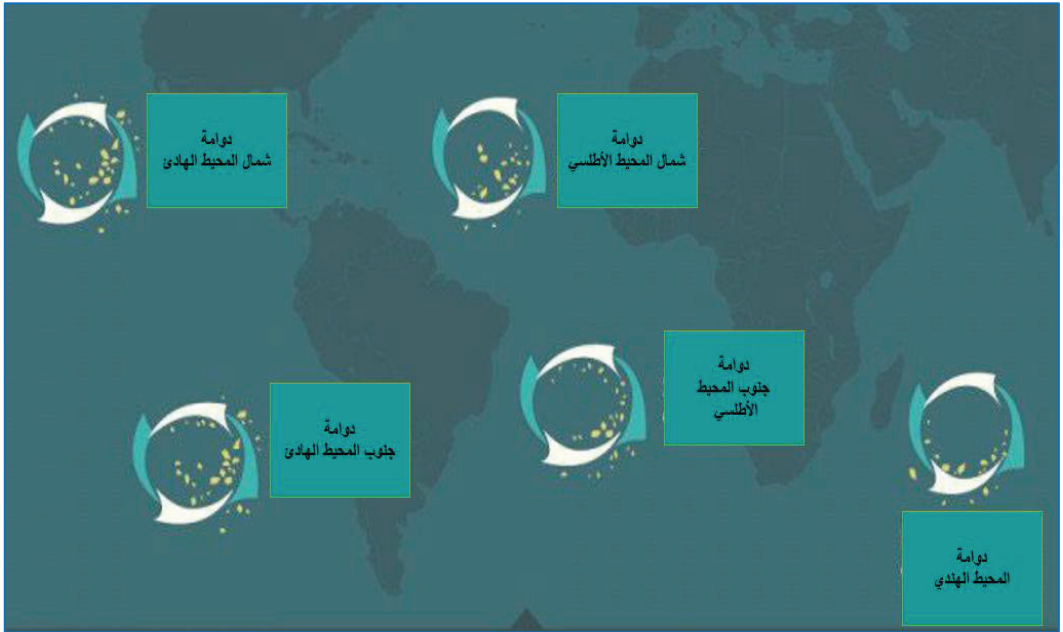 دوامة
شمال المحيط الهادئ
دوامة
شمال المحيط الأطلسي
دوامة
جنوب المحيط
الأطلسي
دوامة
جنوب المحيط الهادئ
دوامة
المحيط الهندي